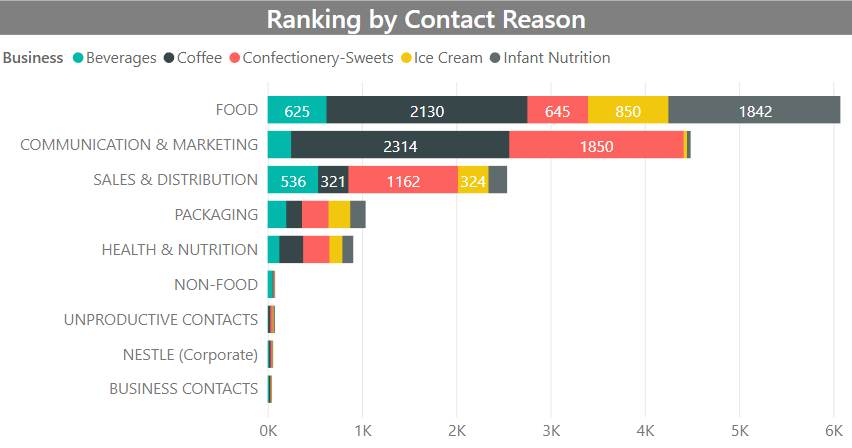 Ranking by Contact Reason
Business Beverages Coffee Confectionery-Sweets Ice Cream Infant Nutrition
FOOD 625 2130 645 850 1842
COMMUNICATION & MARKETING 2314 1850
SALES & DISTRIBUTION 536 321 1162 324
PACKAGING
HEALTH & NUTRITION
NON-FOOD
UNPRODUCTIVE CONTACTS
NESTLE (Corporate)
BUSINESS CONTACTS
0K 1K 2K 3K 4K 5K 6K